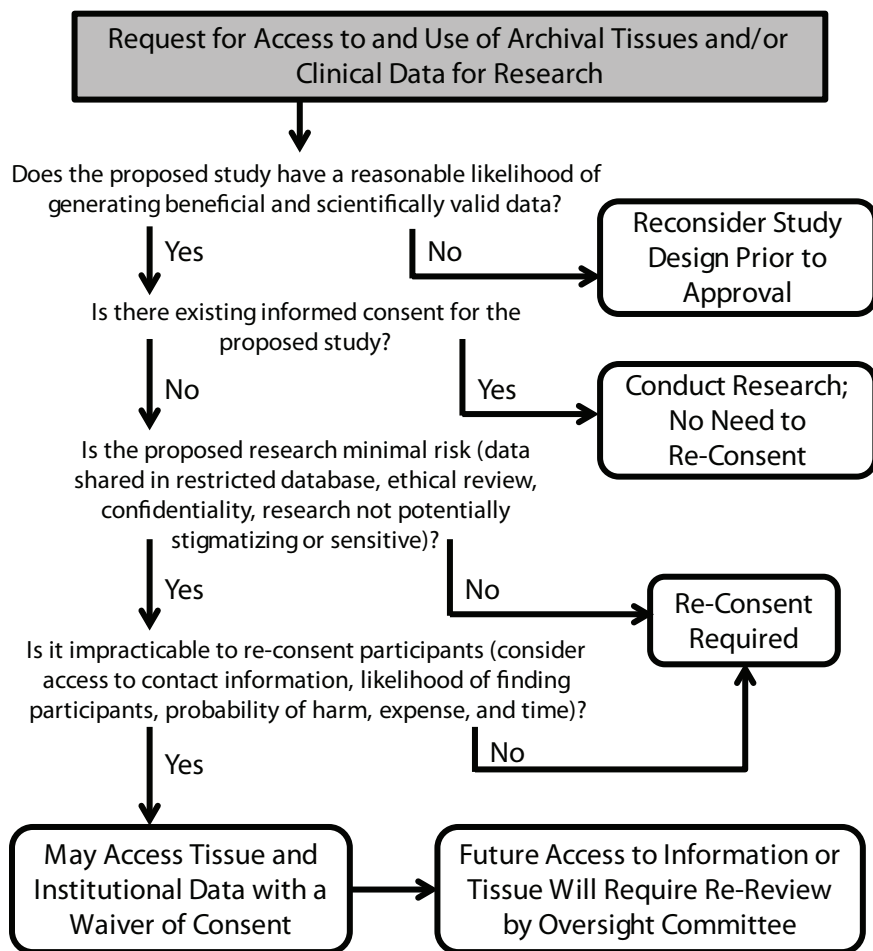 Request for Access to and Use of Archival Tissues and/or
Clinical Data for Research
Does the proposed study have a reasonable likelihood of
generating beneficial and scientifically valid data?
Yes
No
Reconsider Study
Design Prior to
Approval
Is there existing informed consent for the
proposed study?
No
Yes
Conduct Research;
No Need to
Re-Consent
Is the proposed research minimal risk (data
shared in restricted database, ethical review,
confidentiality, research not potentially
stigmatizing or sensitive)?
Yes
No
Re-Consent
Required
Is it impracticable to re-consent participants (consider
access to contact information, likelihood of finding
participants, probability of harm, expense, and time)?
Yes
No
May Access Tissue and
Institutional Data with a
Waiver of Consent
Future Access to Information or
Tissue Will Require Re-Review
by Oversight Committee